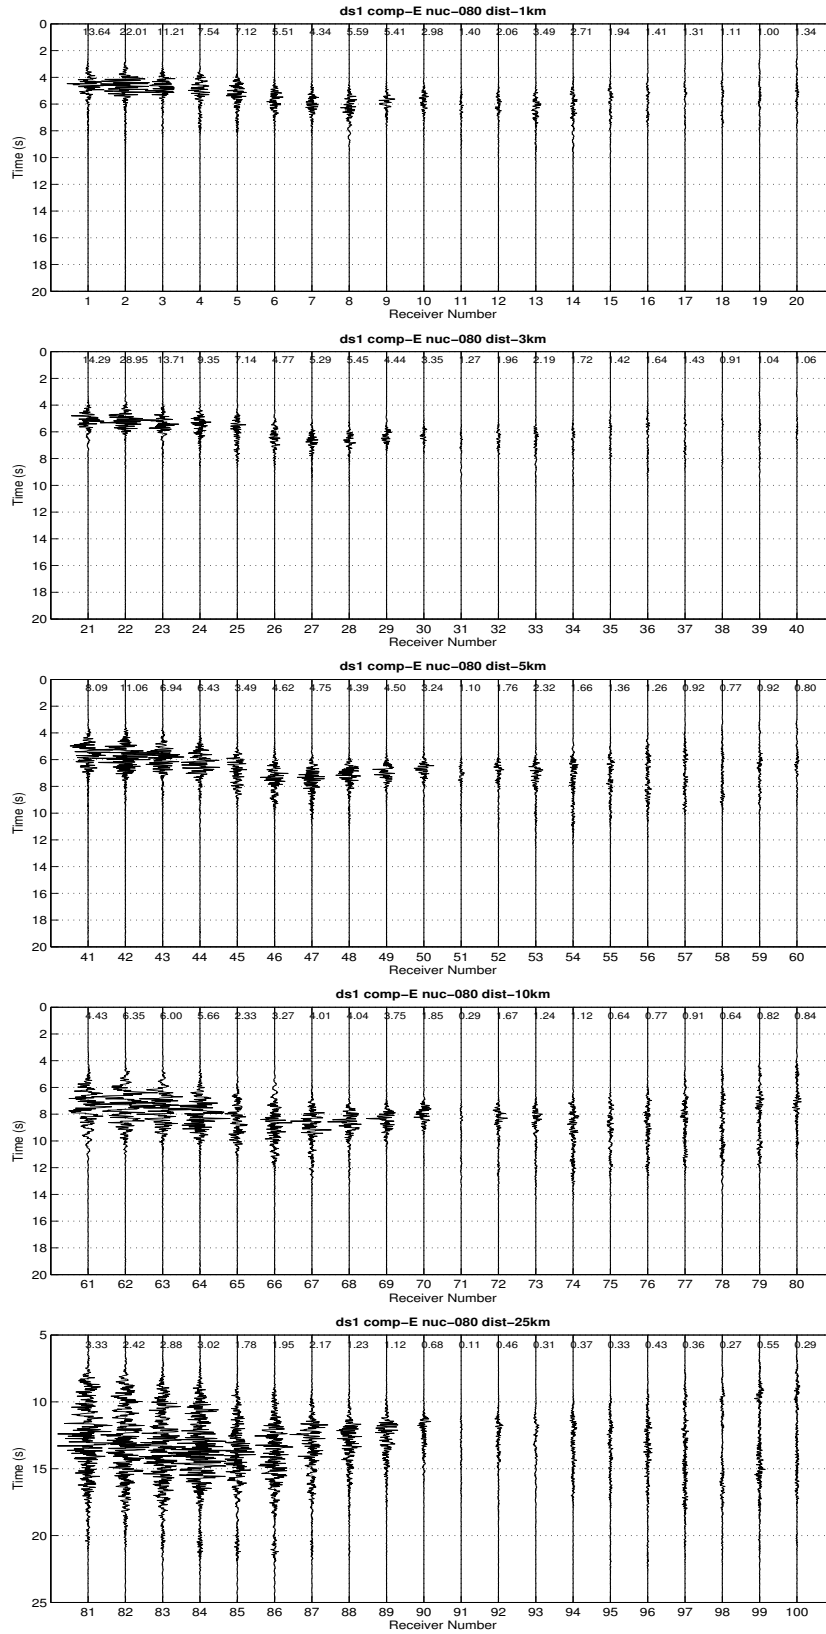 ds1 comp-E nuc-080 dist-1km
0 13.64 22.01 11.21 7.54 7.12 5.51 4.34 5.59 5.41 2.98 1.40 2.06 3.49 2.71 1.94 1.41 1.31 1.11 1.00 1.34
2
4
6
8
10
12
14
16
18
20
Time (s)
1 2 3 4 5 6 7 8 9 10 11 12 13 14 15 16 17 18 19 20
Receiver Number
ds1 comp-E nuc-080 dist-3km
0 14.29 28.95 13.71 9.35 7.14 4.77 5.29 5.45 4.44 3.35 1.27 1.96 2.19 1.72 1.42 1.64 1.43 0.91 1.04 1.06
2
4
6
8
10
12
14
16
18
20
Time (s)
21 22 23 24 25 26 27 28 29 30 31 32 33 34 35 36 37 38 39 40
Receiver Number
ds1 comp-E nuc-080 dist-5km
0 8.09 11.06 6.94 6.43 3.49 4.62 4.75 4.39 4.50 3.24 1.10 1.76 2.32 1.66 1.36 1.26 0.92 0.77 0.92 0.80
2
4
6
8
10
12
14
16
18
20
Time (s)
41 42 43 44 45 46 47 48 49 50 51 52 53 54 55 56 57 58 59 60
Receiver Number
ds1 comp-E nuc-080 dist-10km
0 4.43 6.35 6.00 5.66 2.33 3.27 4.01 4.04 3.75 1.85 0.29 1.67 1.24 1.12 0.64 0.77 0.91 0.64 0.82 0.84
2
4
6
8
10
12
14
16
18
20
Time (s)
61 62 63 64 65 66 67 68 69 70 71 72 73 74 75 76 77 78 79 80
Receiver Number
ds1 comp-E nuc-080 dist-25km
5 3.33 2.42 2.88 3.02 1.78 1.95 2.17 1.23 1.12 0.68 0.11 0.46 0.31 0.37 0.33 0.43 0.36 0.27 0.55 0.29
10
15
20
25
Time (s)
81 82 83 84 85 86 87 88 89 90 91 92 93 94 95 96 97 98 99 100
Receiver Number